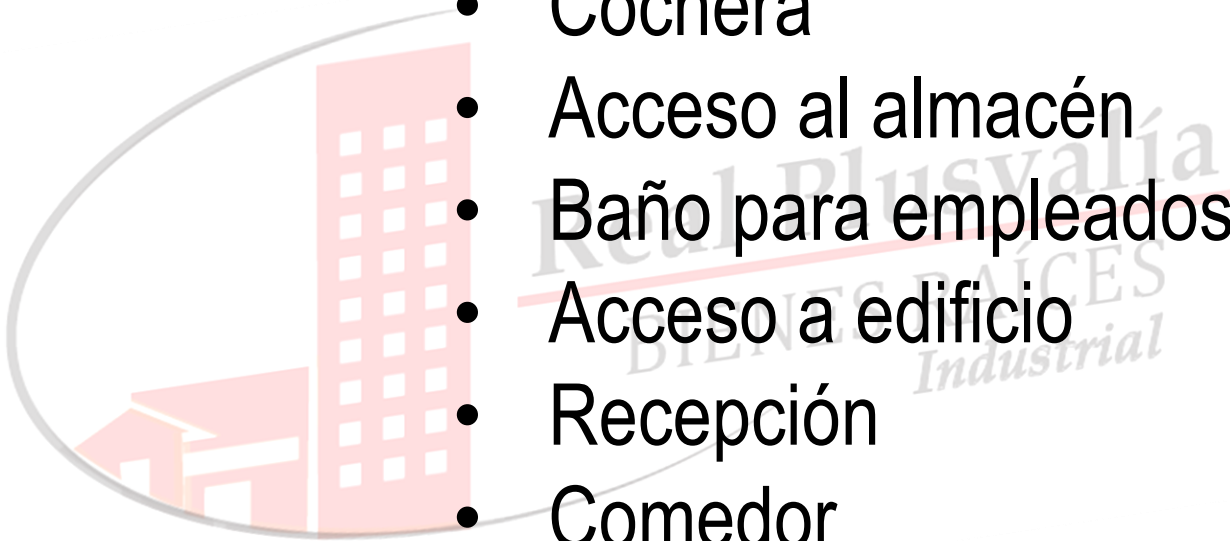 • Cochera
• Acceso al almacén
• Baño para empleados
• Acceso a edificio
• Recepción
• Comedor
Real Plusvalía
BIENES RAÍCES
Industrial